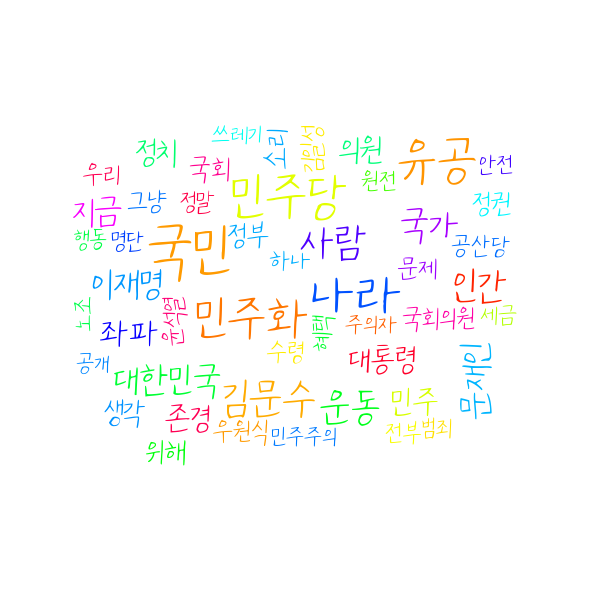 쓰레기
소리
김일성
정치
의원
유공
우리
국회
원전
안전
민주당
지금
그냥
정말
국가
정권
행동
명단
국민
정부
사람
공산당
하나
문제
이재명
나라
인간
노조
좌파
윤석열
민주화
혜택
주의자
국회의원
세금
공개
수령
대통령
대한민국
김문수
운동
민주
문재인
생각
존경
우원식
민주주의
전부
범죄
위해